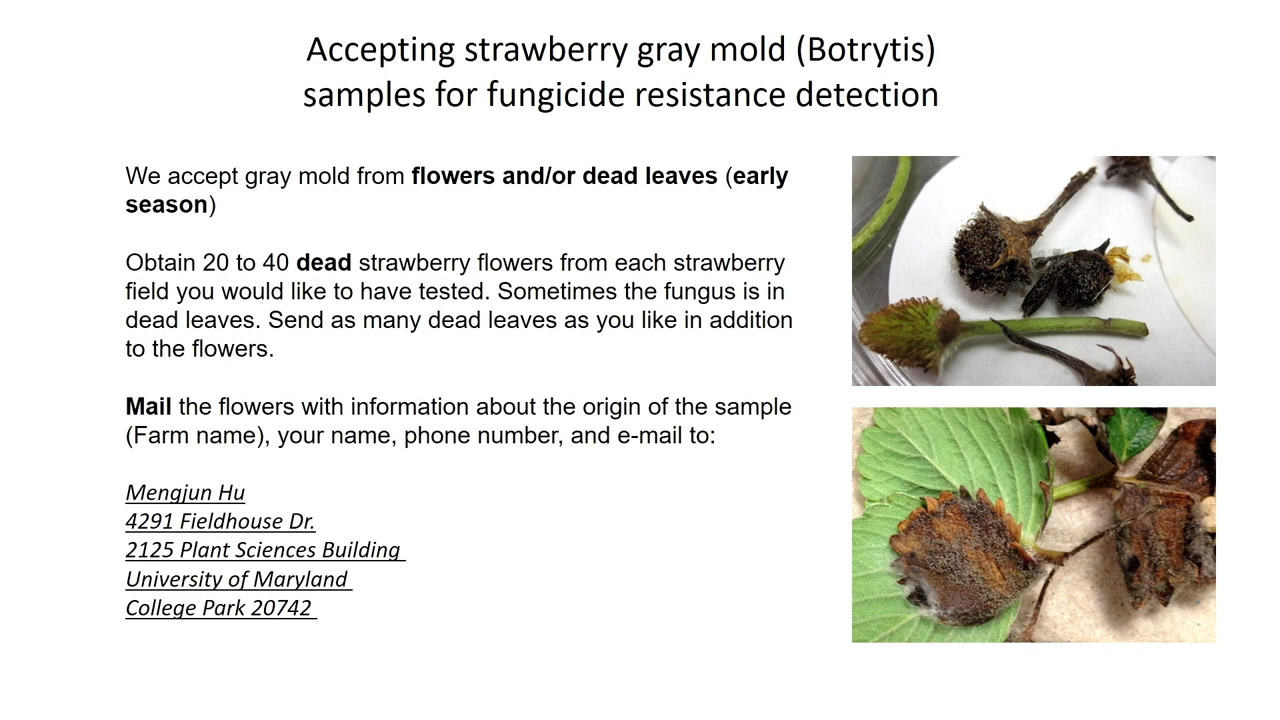 Accepting strawberry gray mold (Botrytis)
samples for fungicide resistance detection
We accept gray mold from flowers and/or dead leaves (early
season)
Obtain 20 to 40 dead strawberry flowers from each strawberry
field you would like to have tested. Sometimes the fungus is in
dead leaves. Send as many dead leaves as you like in addition
to the flowers.
Mail the flowers with information about the origin of the sample
(Farm name), your name, phone number, and e-mail to:
Mengjun Hu
4291 Fieldhouse Dr.
2125 Plant Sciences Building
University of Maryland
College Park 20742